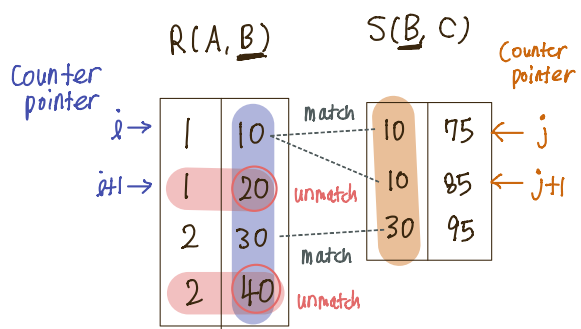 R(A, B)
S(B, C)
Counter pointer
Counter pointer
i → 1 10 match 10 75 ← j
i+1 → 1 20 unmatch 10 85 ← j+1
2 30 match 30 95
2 40 unmatch